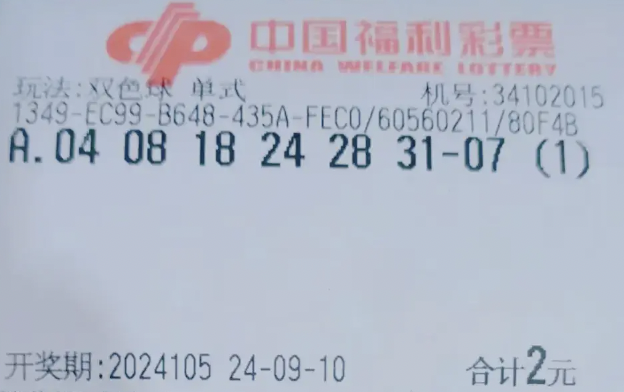 中国福利彩票
CHINA WELFARE LOTTERY
玩法:双色球 单式 机号:34102015
1349-EC99-B648-435A-FEC0/60560211/80F4B
A.04 08 18 24 28 31-07 (1)
开奖期:2024105 24-09-10 合计2元